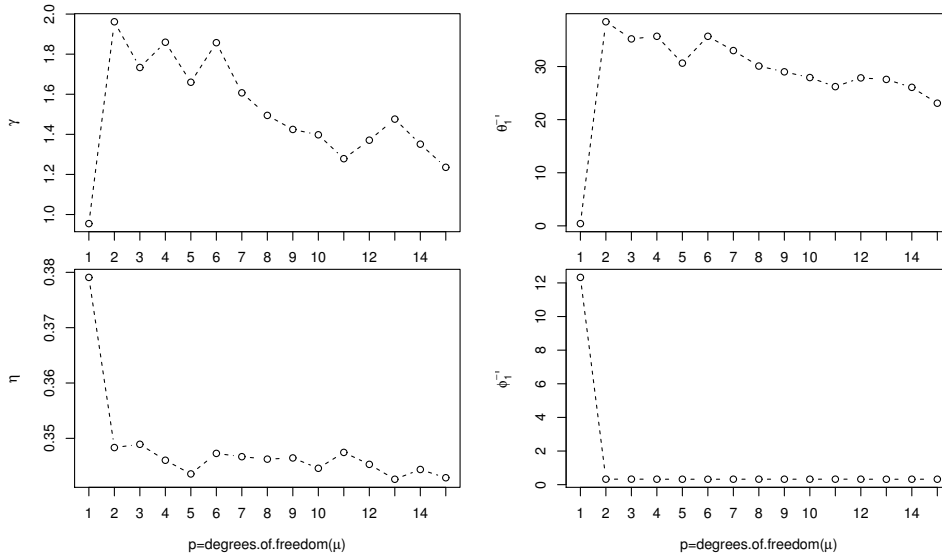 γ
1.0 1.2 1.4 1.6 1.8 2.0
1 2 3 4 5 6 7 8 9 10 12 14
θ₁⁻¹
0 10 20 30
1 2 3 4 5 6 7 8 9 10 12 14
η
0.35 0.36 0.37 0.38
1 2 3 4 5 6 7 8 9 10 12 14
p=degrees.of.freedom(μ)
ϕ₁⁻¹
0 2 4 6 8 10 12
1 2 3 4 5 6 7 8 9 10 12 14
p=degrees.of.freedom(μ)